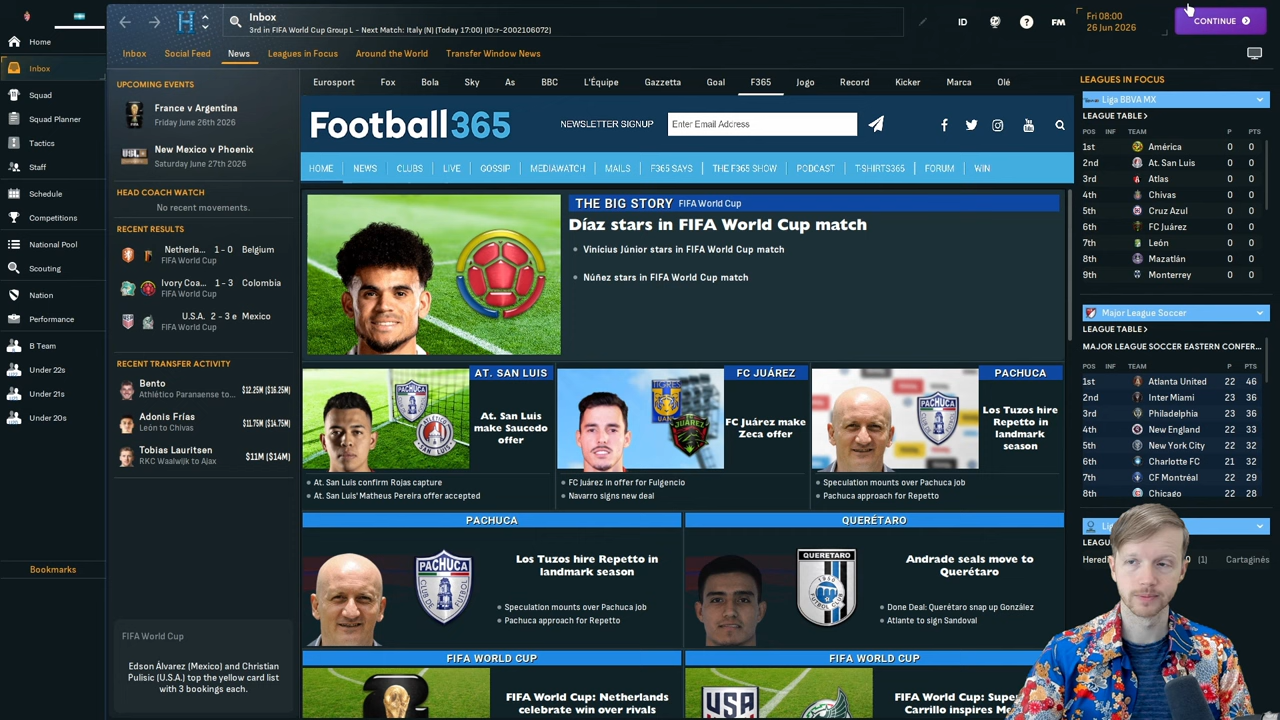 Inbox
3rd in FIFA World Cup Group L - Next Match: Italy (N) (Today 17:00) (ID:r-2002106072)
ID
FM
Fri 08:00
26 Jun 2026
CONTINUE
Home
Inbox
Squad
Squad Planner
Tactics
Staff
Schedule
Competitions
National Pool
Scouting
Nation
Performance
B Team
Under 22s
Under 21s
Under 20s
Bookmarks
Inbox Social Feed News Leagues in Focus Around the World Transfer Window News
UPCOMING EVENTS
France v Argentina
Friday June 26th 2026
New Mexico v Phoenix
Saturday June 27th 2026
HEAD COACH WATCH
No recent movements.
RECENT RESULTS
Netherla... 1 - 0 Belgium
FIFA World Cup
Ivory Coa... 1 - 3 Colombia
FIFA World Cup
U.S.A. 2 - 3 e Mexico
FIFA World Cup
RECENT TRANSFER ACTIVITY
Bento
Athlético Paranaense to...
$12.25M ($16.25M)
Adonis Frías
León to Chivas
$11.75M ($14.75M)
Tobias Lauritsen
RKC Waalwijk to Ajax
$11M ($14M)
FIFA World Cup
Edson Álvarez (Mexico) and Christian
Pulisic (U.S.A.) top the yellow card list
with 3 bookings each.
Eurosport Fox Bola Sky As BBC L'Équipe Gazzetta Goal F365 Jogo Record Kicker Marca Olé
Football365
NEWSLETTER SIGNUP
Enter Email Address
HOME NEWS CLUBS LIVE GOSSIP MEDIAWATCH MAILS F365 SAYS THE F365 SHOW PODCAST T-SHIRTS365 FORUM WIN
THE BIG STORY FIFA World Cup
Díaz stars in FIFA World Cup match
Vinícius Júnior stars in FIFA World Cup match
Núñez stars in FIFA World Cup match
AT. SAN LUIS
At. San Luis
make Saucedo
offer
At. San Luis confirm Rojas capture
At. San Luis' Matheus Pereira offer accepted
FC JUÁREZ
FC Juárez make
Zeca offer
FC Juárez in offer for Fulgencio
Navarro signs new deal
PACHUCA
Los Tuzos hire
Repetto in
landmark
season
Speculation mounts over Pachuca job
Pachuca approach for Repetto
PACHUCA
Los Tuzos hire Repetto in
landmark season
Speculation mounts over Pachuca job
Pachuca approach for Repetto
QUERÉTARO
QUERETARO
Andrade seals move to
Querétaro
Done Deal: Querétaro snap up González
Atlante to sign Sandoval
FIFA WORLD CUP
FIFA World Cup: Netherlands
celebrate win over rivals
FIFA WORLD CUP
USA
FIFA World Cup: Super
Carrillo inspires
LEAGUES IN FOCUS
Liga BBVA MX
LEAGUE TABLE >
POS INF TEAM P PTS
1st América 0 0
2nd At. San Luis 0 0
3rd Atlas 0 0
4th Chivas 0 0
5th Cruz Azul 0 0
6th FC Juárez 0 0
7th León 0 0
8th Mazatlán 0 0
9th Monterrey 0 0
Major League Soccer
LEAGUE TABLE >
MAJOR LEAGUE SOCCER EASTERN CONFER...
POS INF TEAM P PTS
1st Atlanta United 22 46
2nd Inter Miami 23 36
3rd Philadelphia 23 36
4th New England 22 33
5th New York City 22 32
6th Charlotte FC 21 32
7th CF Montréal 22 29
8th Chicago 22 28
Cartaginés